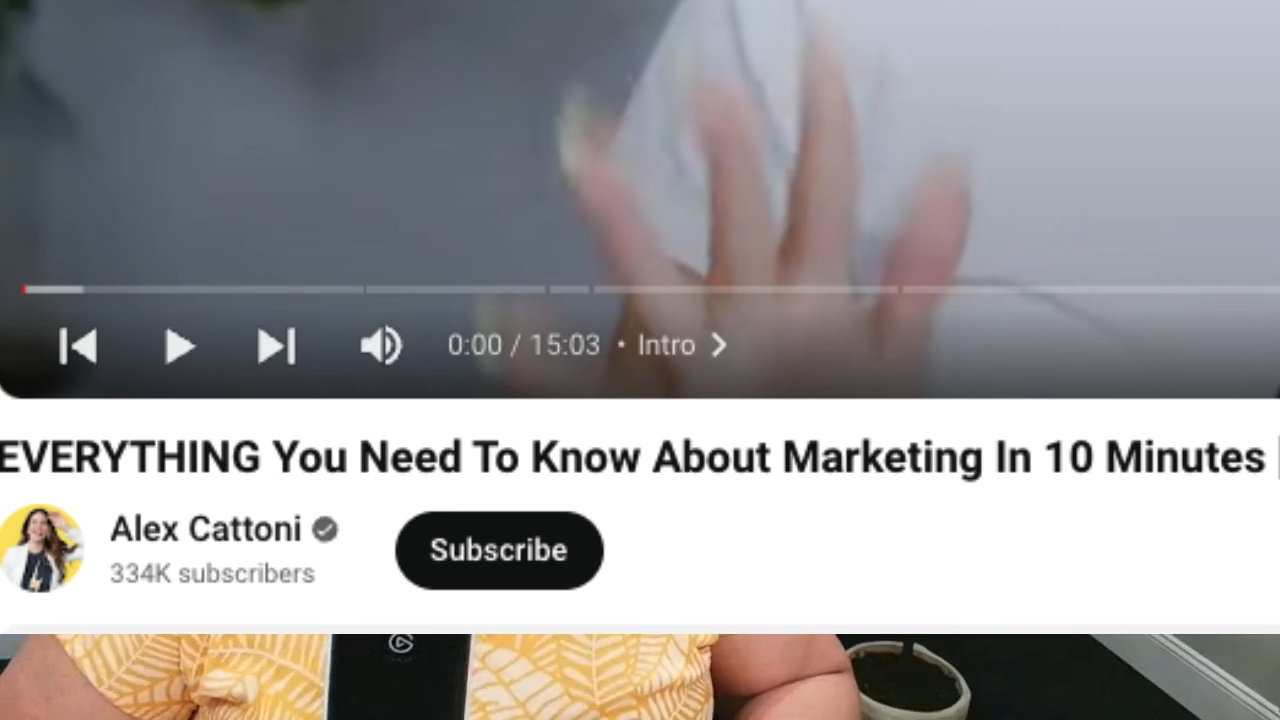 0:00 / 15:03 • Intro
EVERYTHING You Need To Know About Marketing In 10 Minutes |
Alex Cattoni
334K subscribers
Subscribe